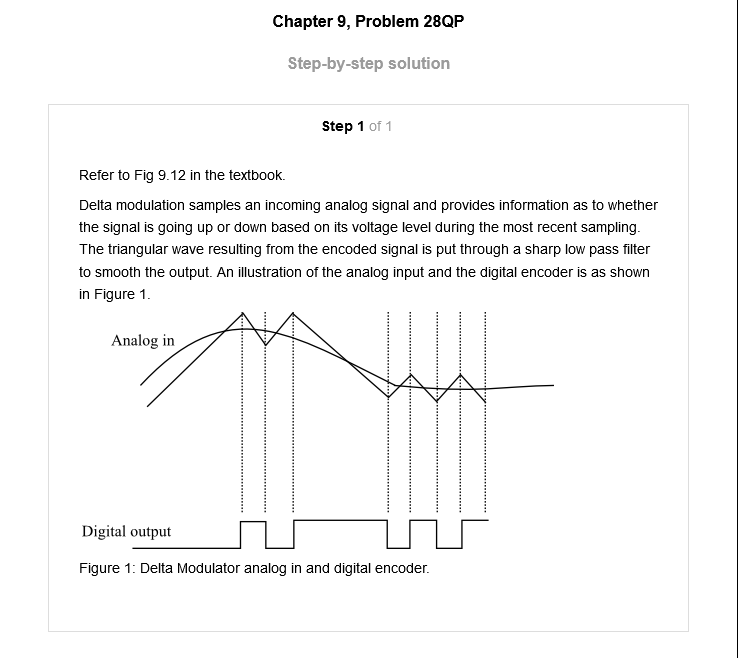 Chapter 9, Problem 28QP
Step-by-step solution
Step 1 of 1
Refer to Fig 9.12 in the textbook.
Delta modulation samples an incoming analog signal and provides information as to whether
the signal is going up or down based on its voltage level during the most recent sampling.
The triangular wave resulting from the encoded signal is put through a sharp low pass filter
to smooth the output. An illustration of the analog input and the digital encoder is as shown
in Figure 1.
Analog in
Digital output
Figure 1: Delta Modulator analog in and digital encoder.